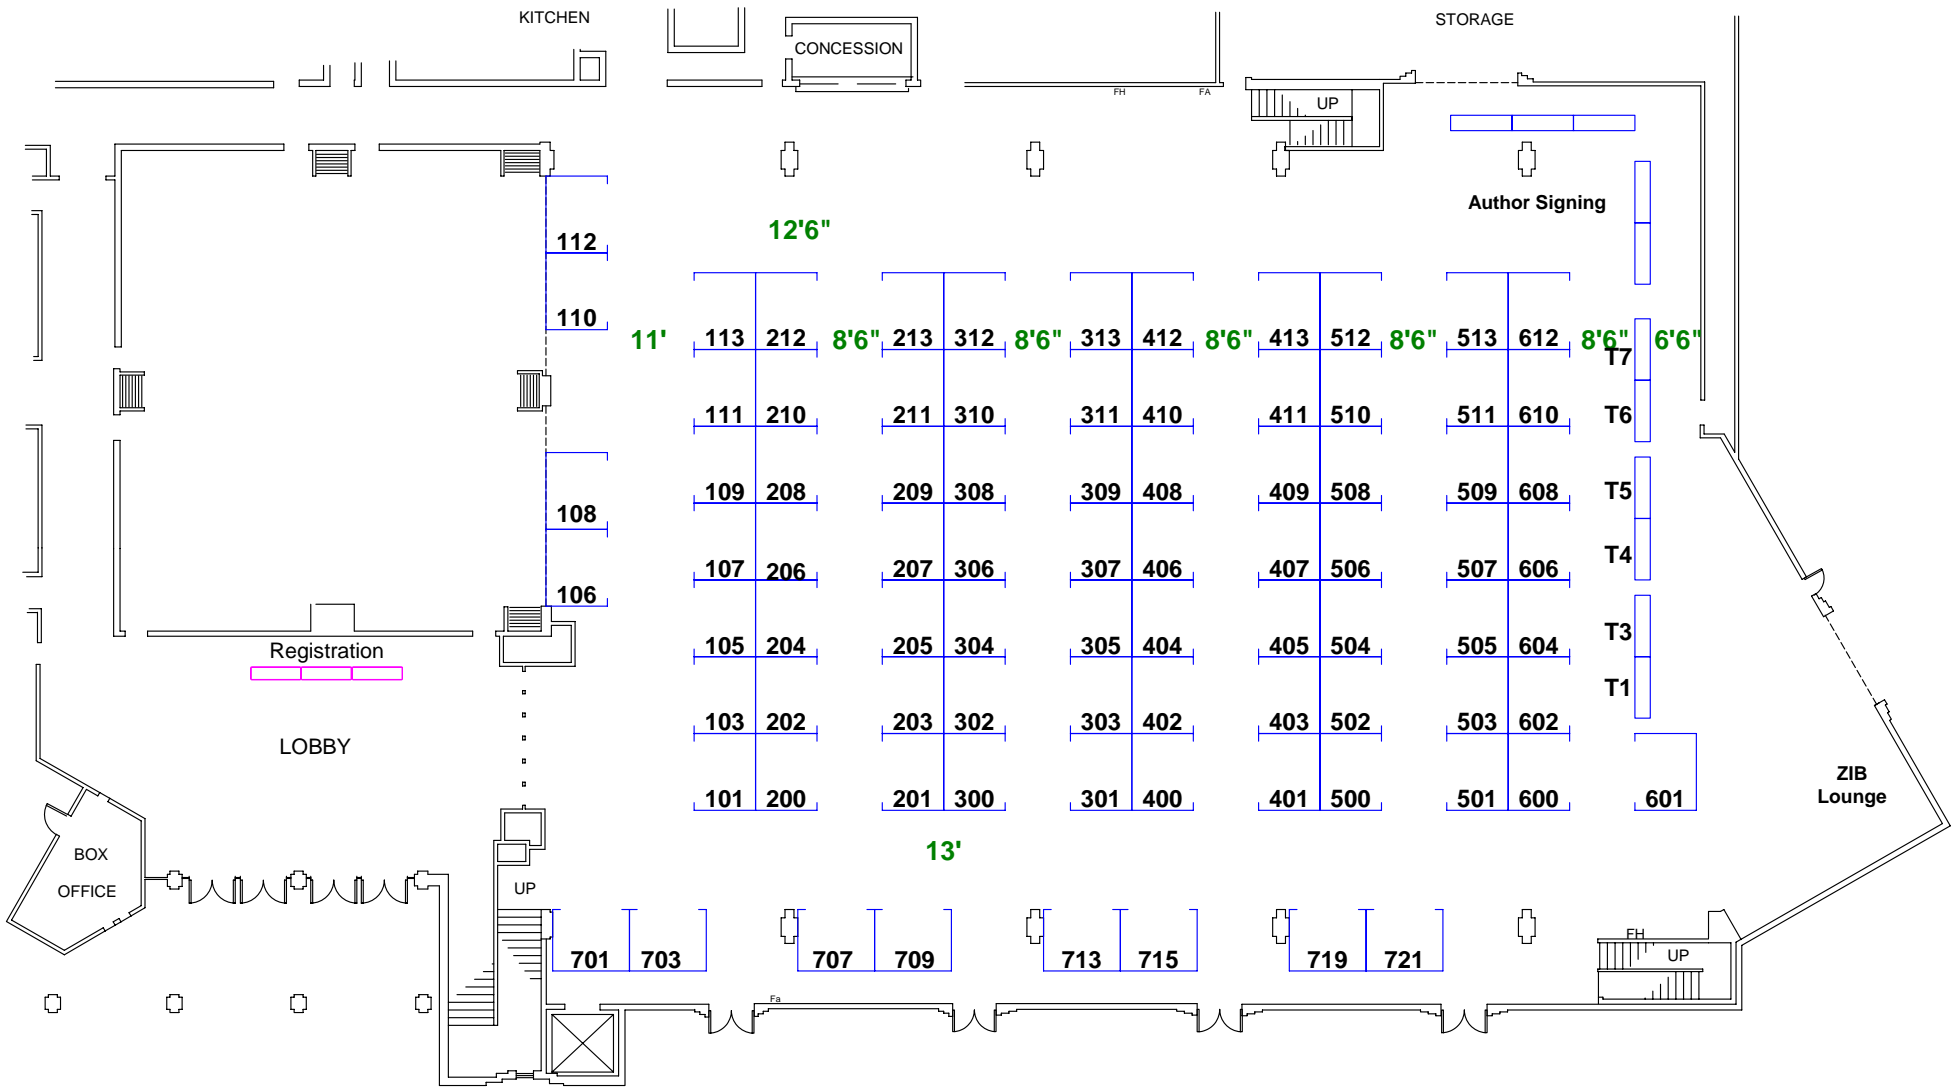 KITCHEN
STORAGE
CONCESSION
FH FA
UP
Author Signing
12'6"
112
110
11' 113 212 8'6" 213 312 8'6" 313 412 8'6" 413 512 8'6" 513 612 8'6" 6'6"
T7
111 210 211 310 311 410 411 510 511 610 T6
109 208 209 308 309 408 409 508 509 608 T5
108
107 206 207 306 307 406 407 506 507 606 T4
106
Registration
105 204 205 304 305 404 405 504 505 604 T3
T1
103 202 203 302 303 402 403 502 503 602
LOBBY
ZIB
Lounge
101 200 201 300 301 400 401 500 501 600 601
13'
BOX
OFFICE
UP
FH
UP
701 703 707 709 713 715 719 721
Fa